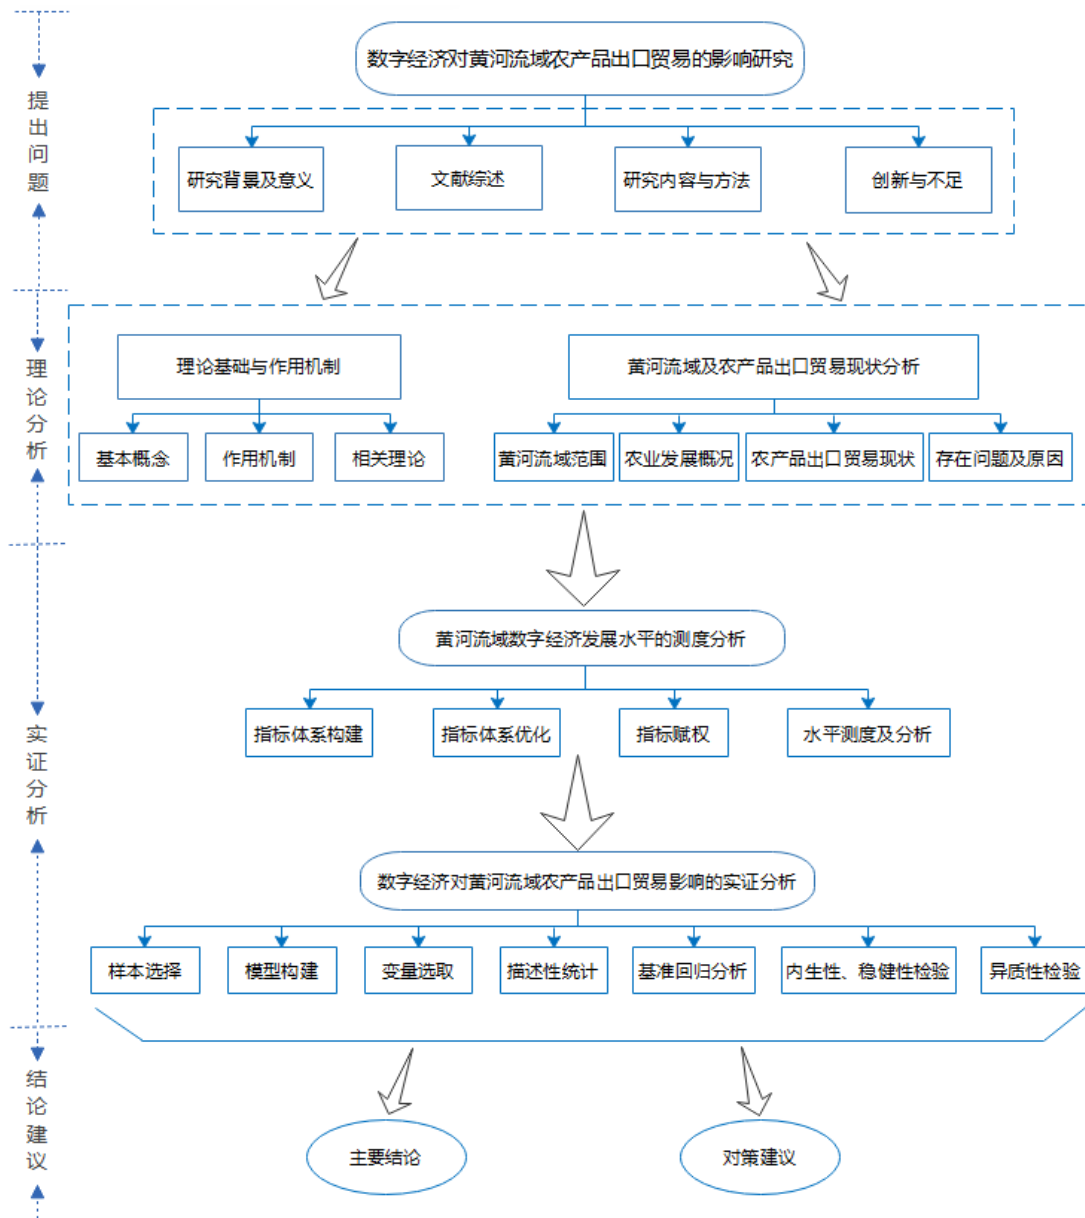 数字经济对黄河流域农产品出口贸易的影响研究
提出问题
研究背景及意义
文献综述
研究内容与方法
创新与不足
理论分析
理论基础与作用机制
黄河流域及农产品出口贸易现状分析
基本概念
作用机制
相关理论
黄河流域范围
农业发展概况
农产品出口贸易现状
存在问题及原因
实证分析
黄河流域数字经济发展水平的测度分析
指标体系构建
指标体系优化
指标赋权
水平测度及分析
数字经济对黄河流域农产品出口贸易影响的实证分析
样本选择
模型构建
变量选取
描述性统计
基准回归分析
内生性、稳健性检验
异质性检验
结论建议
主要结论
对策建议